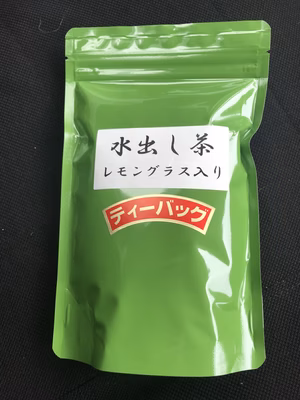 水出し茶
レモングラス入り
ティーバック